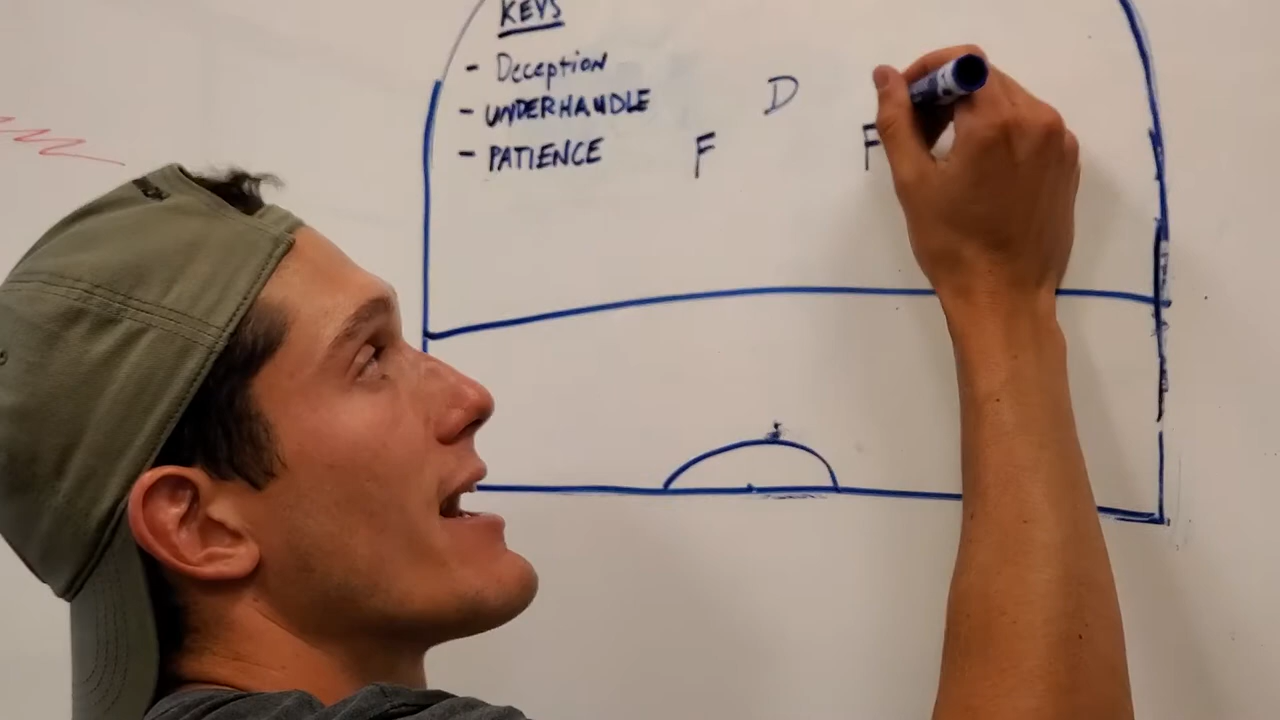 KEYS
- Deception
- UNDERHANDLE
- PATIENCE
D
F
F